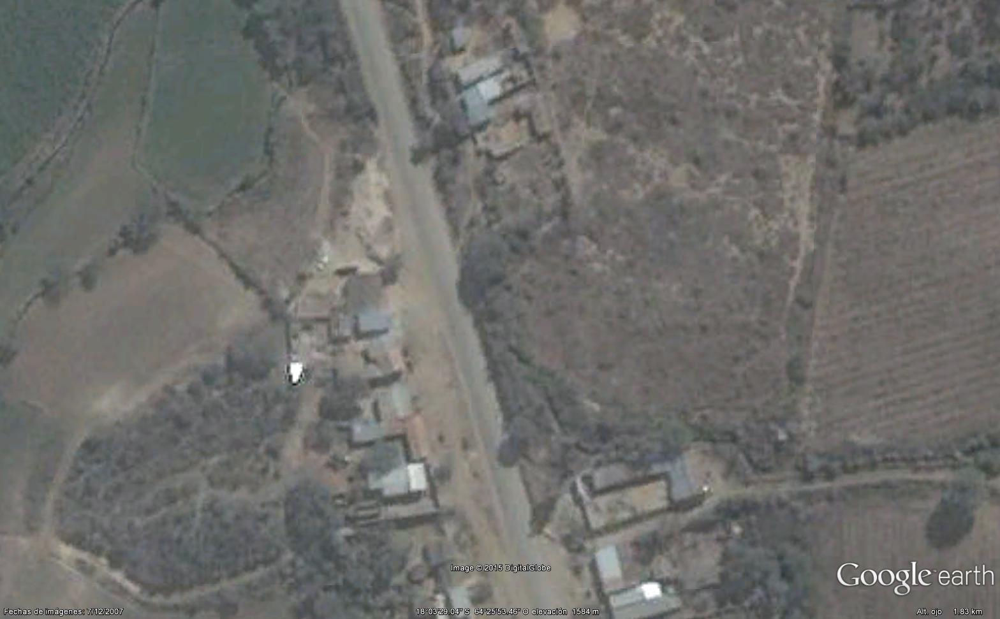 Image © 2015 DigitalGlobe
Google earth
Fechas de imágenes: 7/12/2007 18°03'29.04" S 64°25'53.46" O elevación 1584 m Alt. ojo 1.83 km